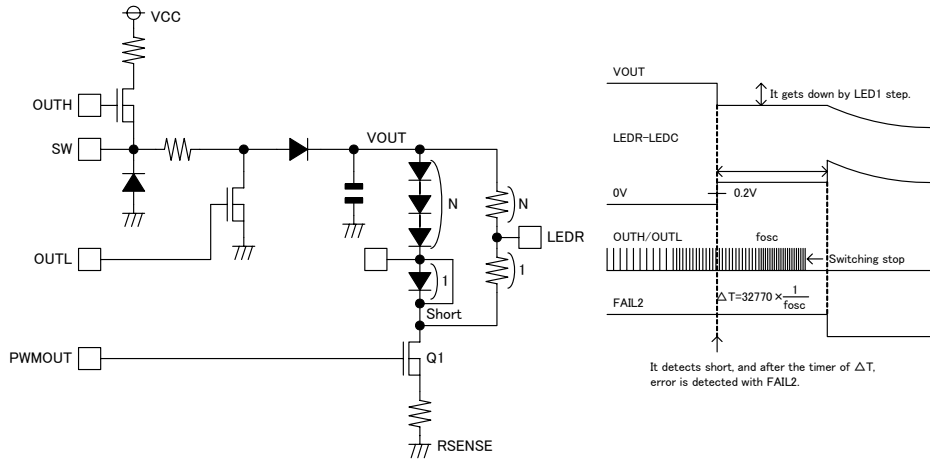 VCC
OUTH
SW
VOUT
N
N
LEDR
OUTL
1
1
Short
PWMOUT
Q1
RSENSE
VOUT
It gets down by LED1 step.
LEDR-LEDC
0V
0.2V
OUTH/OUTL
fosc
Switching stop
FAIL2
△T=32770×1/fosc
It detects short, and after the timer of △T,
error is detected with FAIL2.